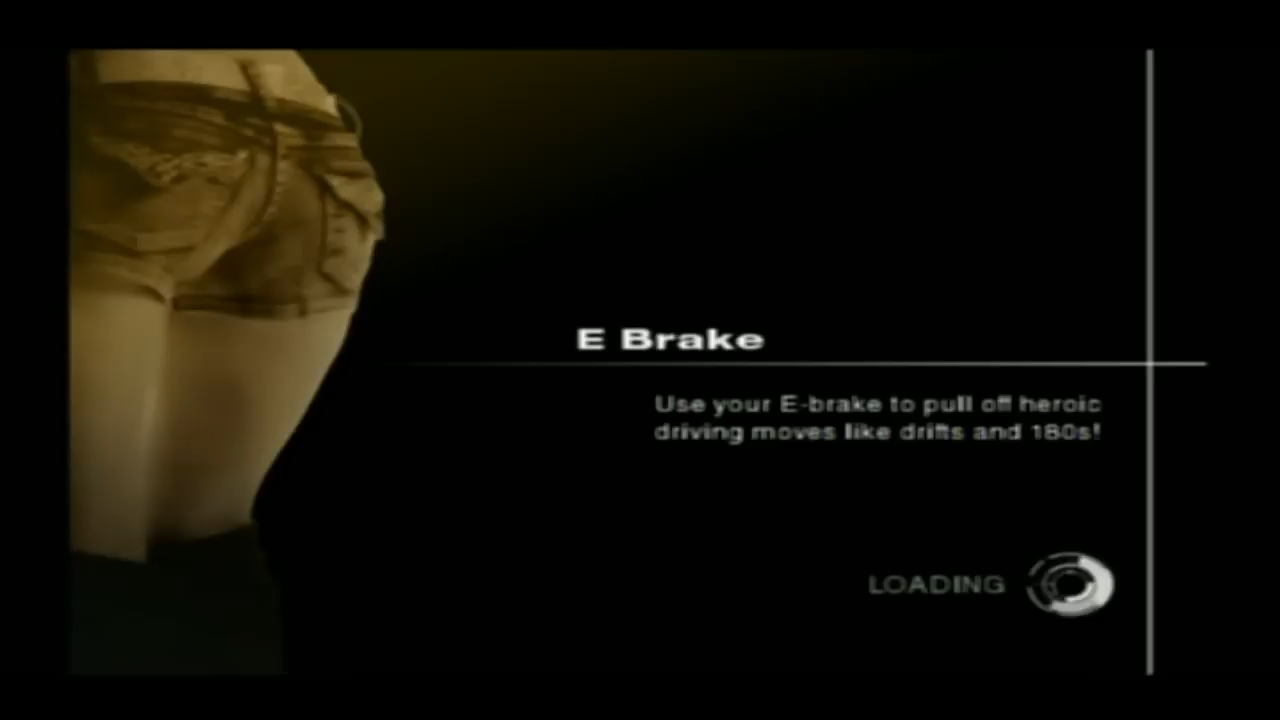 E Brake
Use your E-brake to pull off heroic
driving moves like drifts and 180s!
LOADING